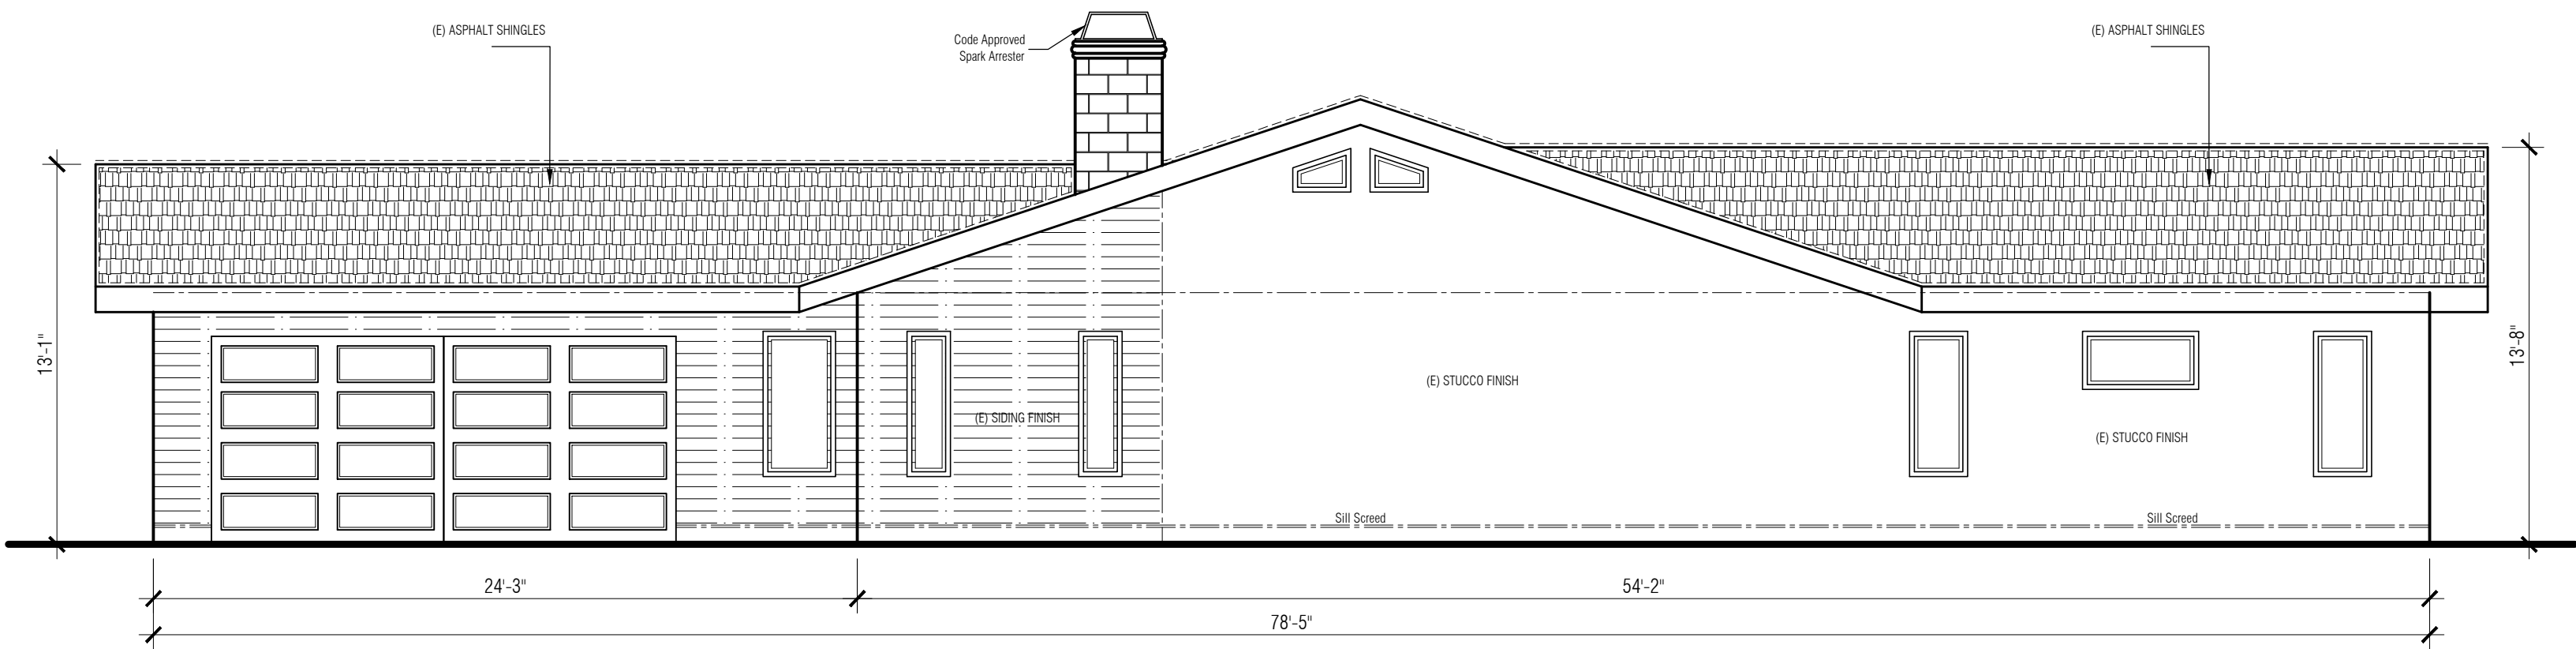 (E) ASPHALT SHINGLES
Code Approved
Spark Arrester
(E) ASPHALT SHINGLES
13'-1"
13'-8"
(E) STUCCO FINISH
(E) SIDING FINISH
(E) STUCCO FINISH
Sill Screed
Sill Screed
24'-3"
54'-2"
78'-5"